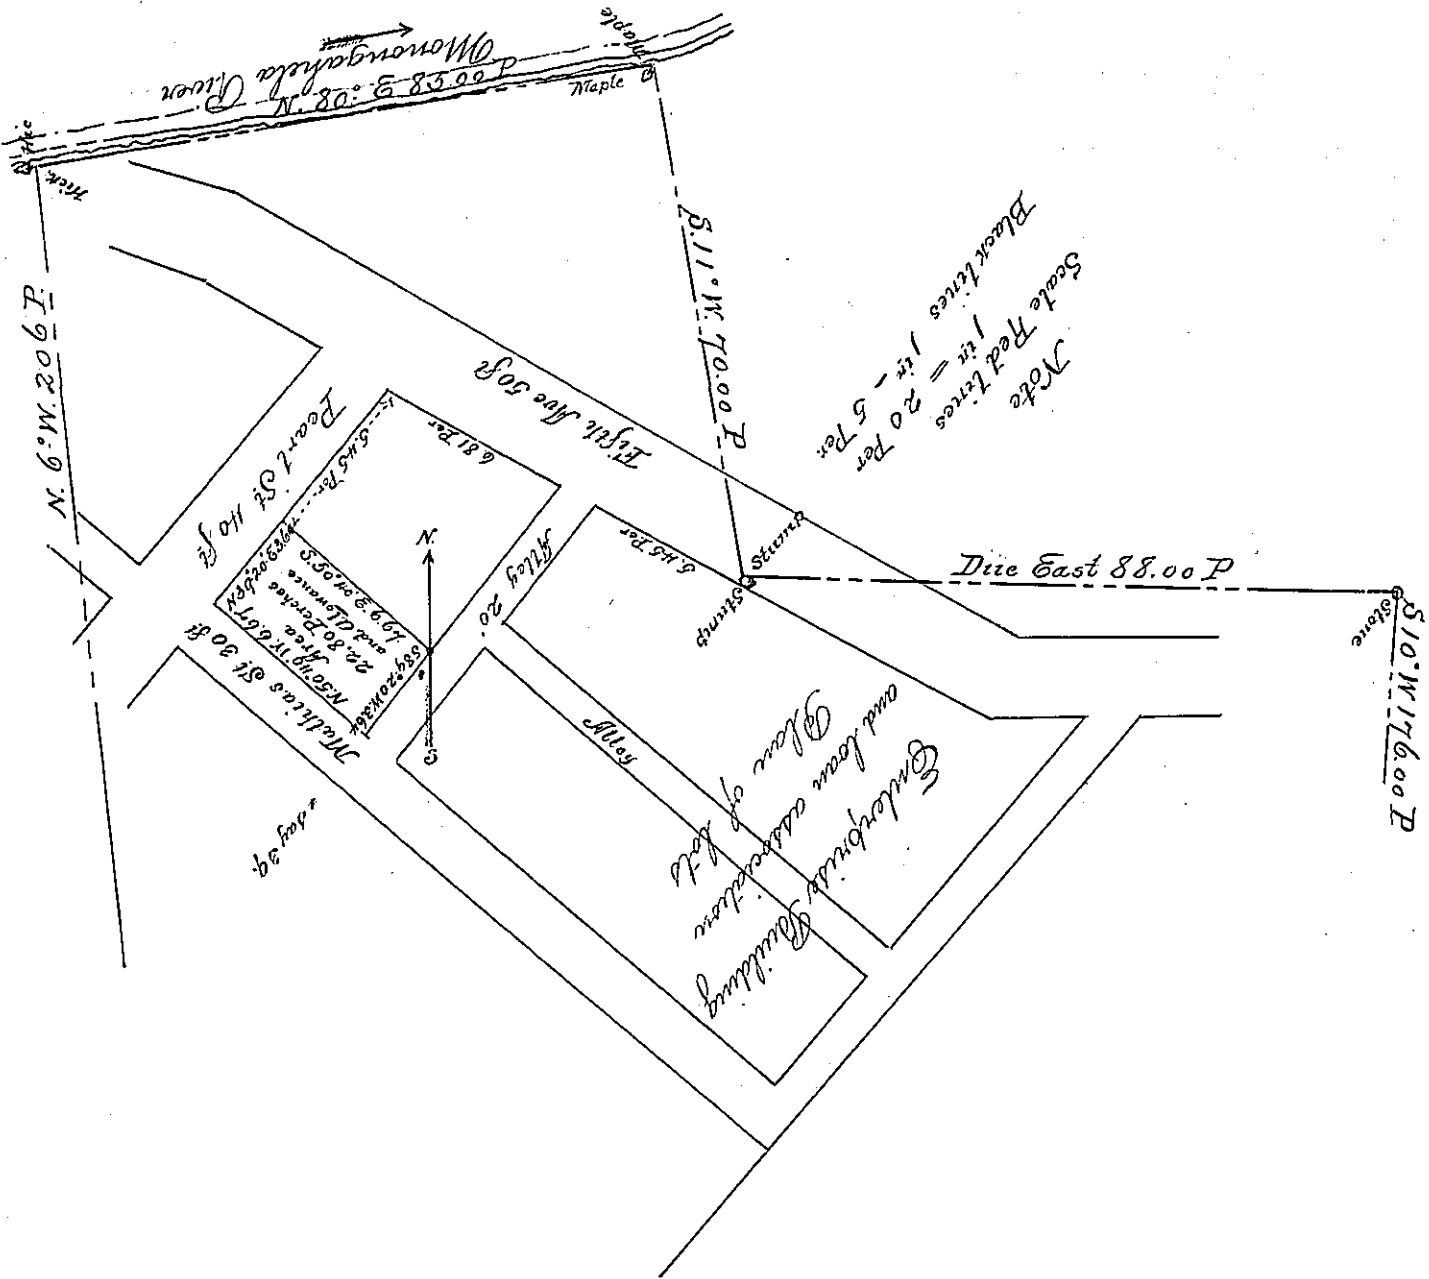 Monongahela River
N 80° E 83.00 P
Maple
Maple
Hick.
N 6° W. 206 P
S. 11° W. 70.00 P
Note
Scale Red Lines
1 in = 20 Per
Black lines 1 in - 5 Per.
Fifth Ave 50 ft
Pearl St 40 ft
5.45 Per
6.81 Per
Alley 20'
5.45 Per
N
Stump
Stump
Due East 88.00 P
Stone
S 10° W 176.00 P
Area
22.80 Perches
and allowance
Mathias St 30 ft
Alley
Enterprise Building
and loan association
Plan of Lots